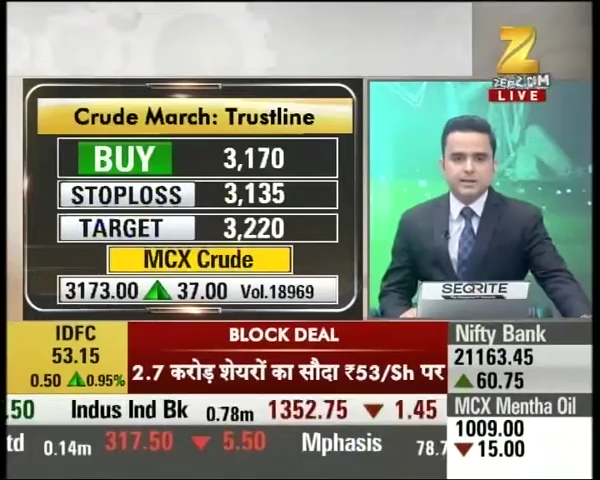 LIVE
Crude March: Trustline
BUY 3,170
STOPLOSS 3,135
TARGET 3,220
MCX Crude
3173.00 37.00 Vol.18969
SEQRITE
IDFC
53.15
0.50 0.95%
BLOCK DEAL
2.7 करोड़ शेयरों का सौदा ₹53/Sh पर
Nifty Bank
21163.45
60.75
.50 Indus Ind Bk 0.78m 1352.75 1.45
MCX Mentha Oil
1009.00
15.00
td 0.14m 317.50 5.50 Mphasis 78.7